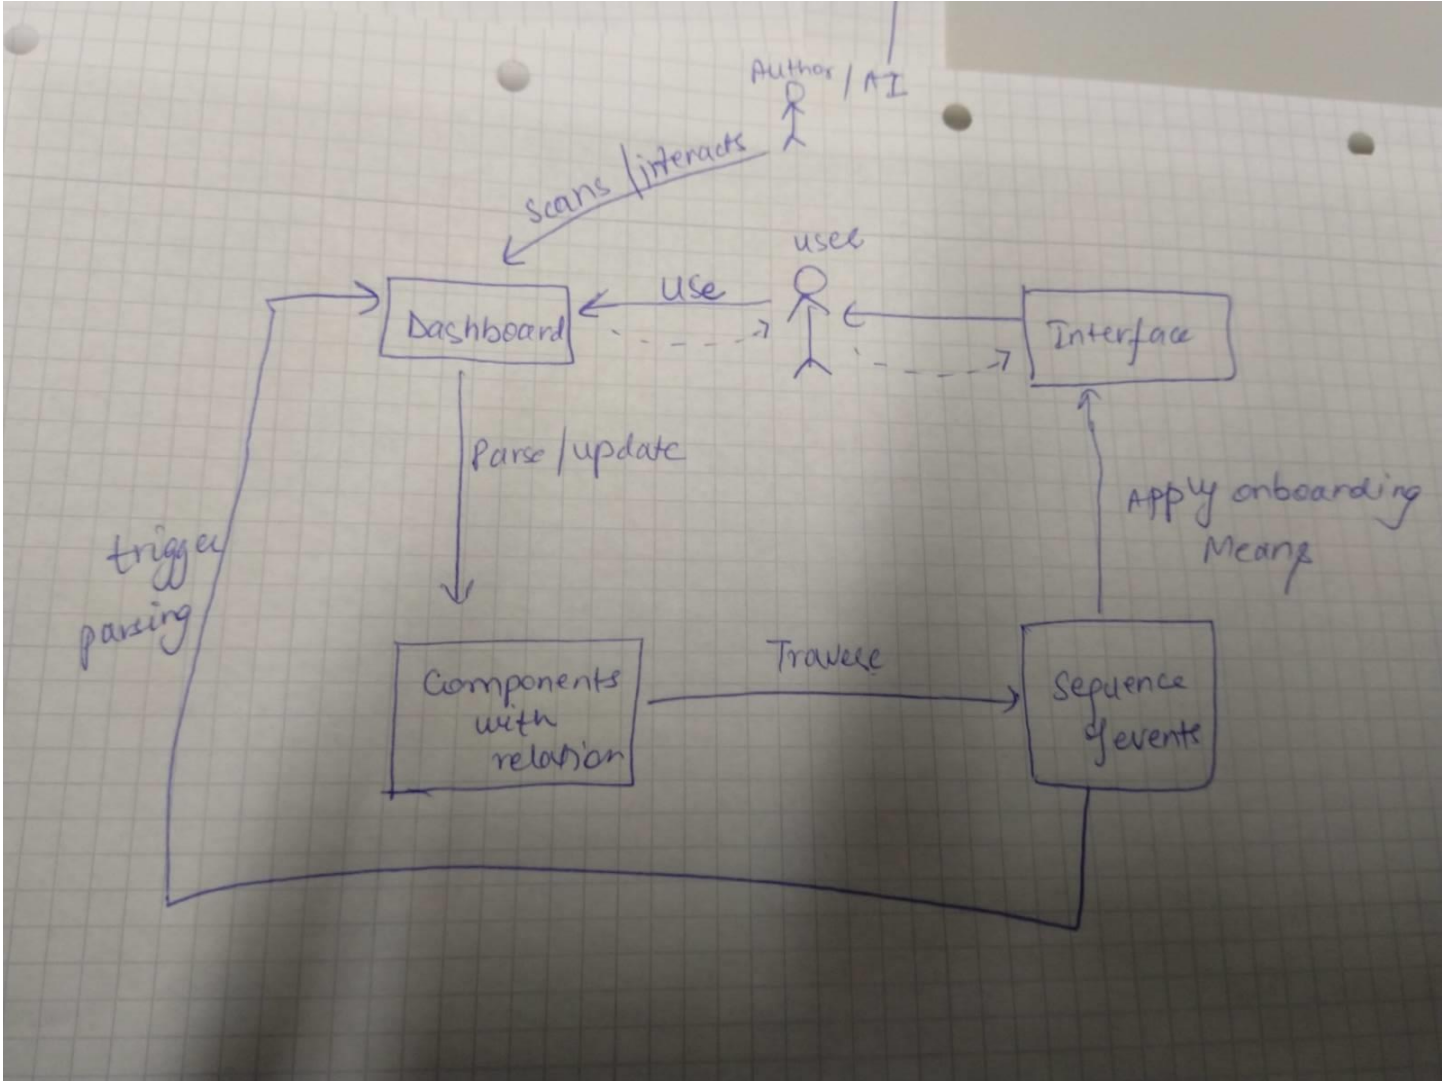 Author / AI
Scans / interacts
user
use
Dashboard
Interface
Parse / update
Apply onboarding
Means
trigger
parsing
Traverse
Components
with
relation
Sequence
of events